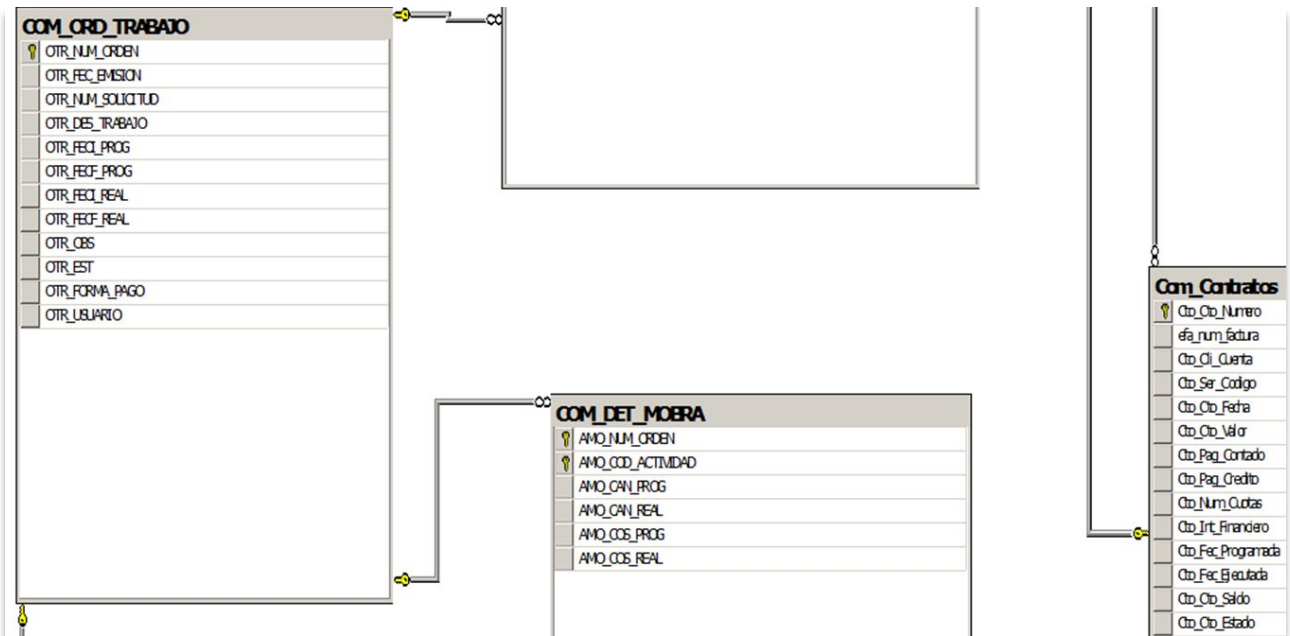 COM_ORD_TRABAJO
OTR_NUM_ORDEN
OTR_FEC_EMISION
OTR_NUM_SOLICITUD
OTR_DES_TRABAJO
OTR_FECI_PROG
OTR_FECF_PROG
OTR_FECI_REAL
OTR_FECF_REAL
OTR_OBS
OTR_EST
OTR_FORMA_PAGO
OTR_USUARIO
COM_DET_MOBRA
AMO_NUM_ORDEN
AMO_COD_ACTIVIDAD
AMO_CAN_PROG
AMO_CAN_REAL
AMO_COS_PROG
AMO_COS_REAL
Com_Contratos
Cto_Cto_Numero
efa_num_factura
Cto_Cli_Cuenta
Cto_Ser_Codigo
Cto_Cto_Fecha
Cto_Cto_Valor
Cto_Pag_Contado
Cto_Pag_Credito
Cto_Num_Cuotas
Cto_Int_Financiero
Cto_Fec_Programada
Cto_Fec_Ejecutada
Cto_Cto_Saldo
Cto_Cto_Estado